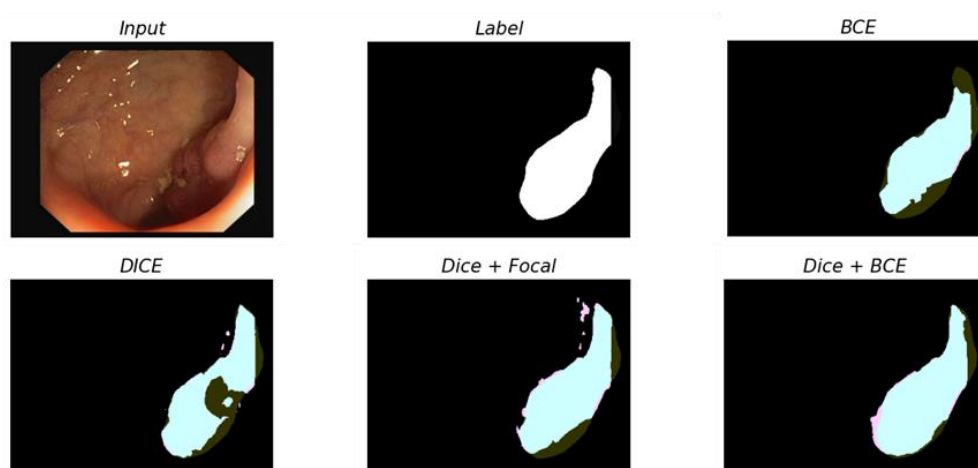 Input
Label
BCE
DICE
Dice + Focal
Dice + BCE